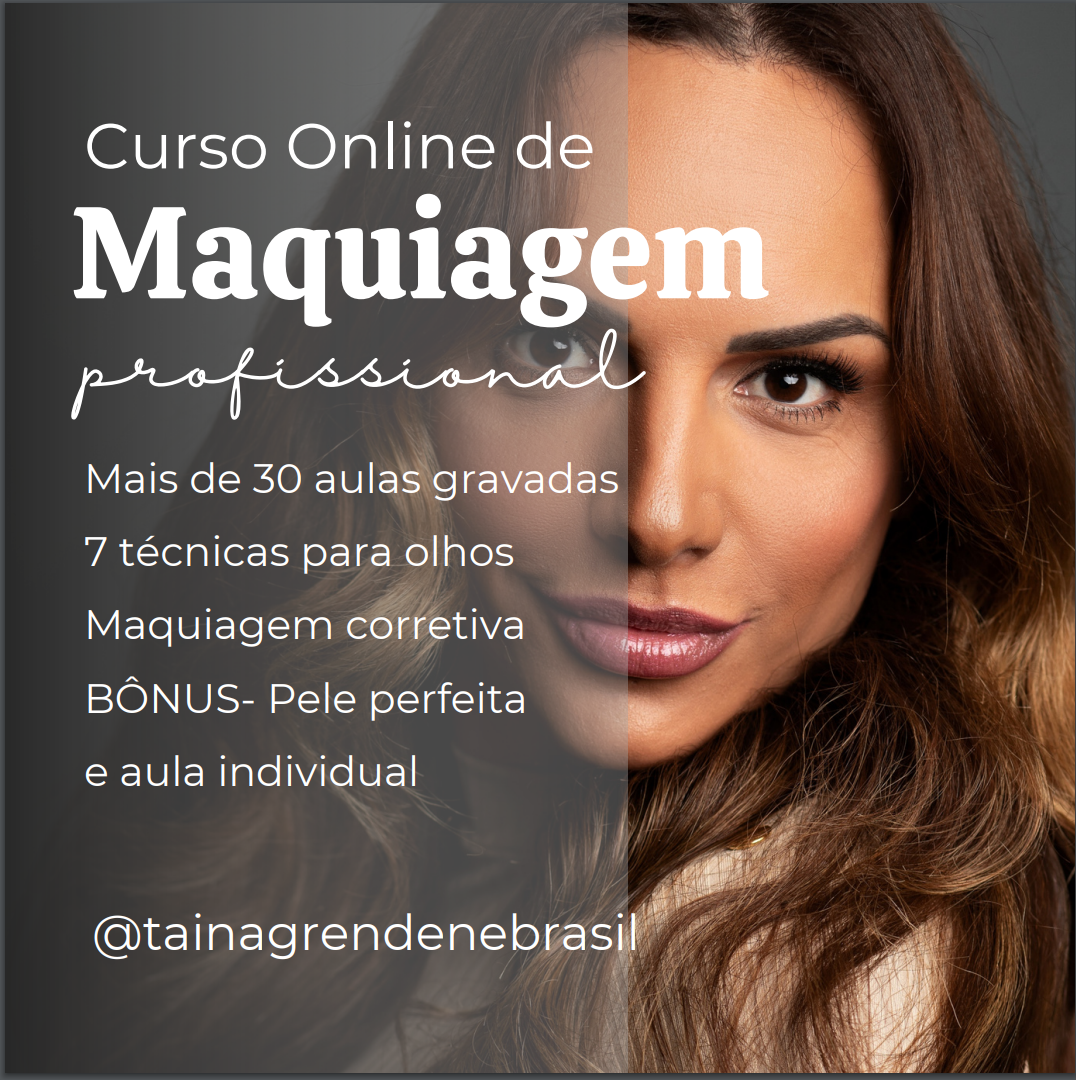 Curso Online de
Maquiagem
profissional
Mais de 30 aulas gravadas
7 técnicas para olhos
Maquiagem corretiva
BÔNUS- Pele perfeita
e aula individual
@tainagrendenebrasil